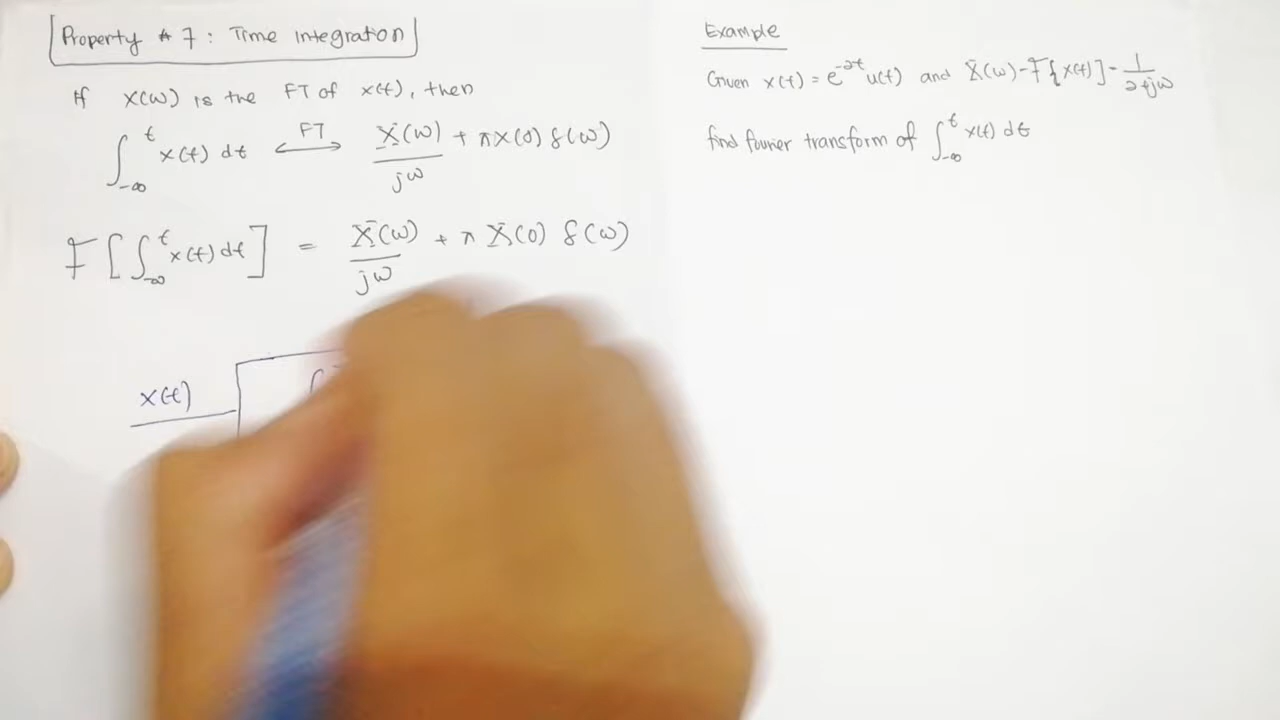 Property # 7: Time Integration
If X(ω) is the FT of x(t), then
∫_{-∞}^{t} x(t) dt ⟷^{FT} X(ω)/jω + πX(0) δ(ω)
F[∫_{-∞}^{t} x(t) dt] = X(ω)/jω + π X(0) δ(ω)
x(t)
Example
Given x(t) = e^{-2t} u(t) and X(ω) = F{x(t)} = 1/(2+jω)
find fourier transform of ∫_{-∞}^{t} x(t) dt